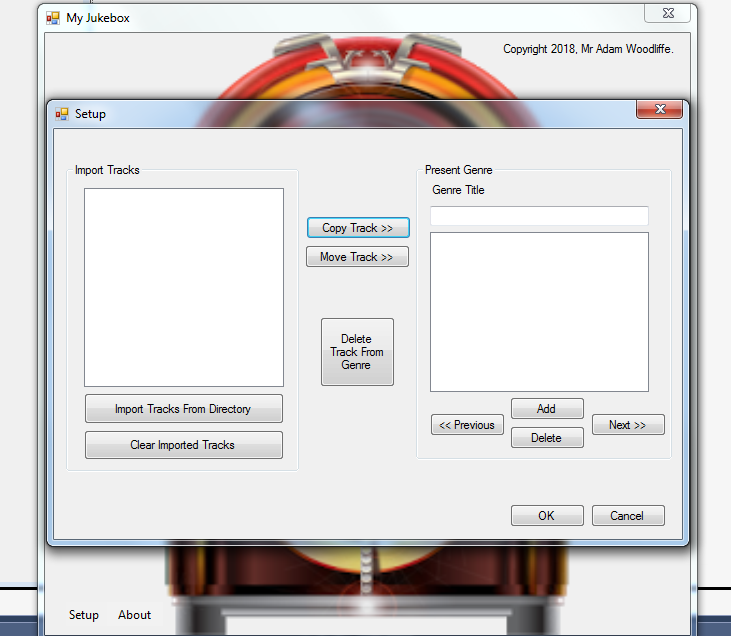 My Jukebox
Copyright 2018, Mr Adam Woodliffe.
Setup
Import Tracks
Present Genre
Genre Title
Copy Track >>
Move Track >>
Delete
Track From
Genre
Import Tracks From Directory
Clear Imported Tracks
<< Previous
Add
Delete
Next >>
OK
Cancel
Setup
About